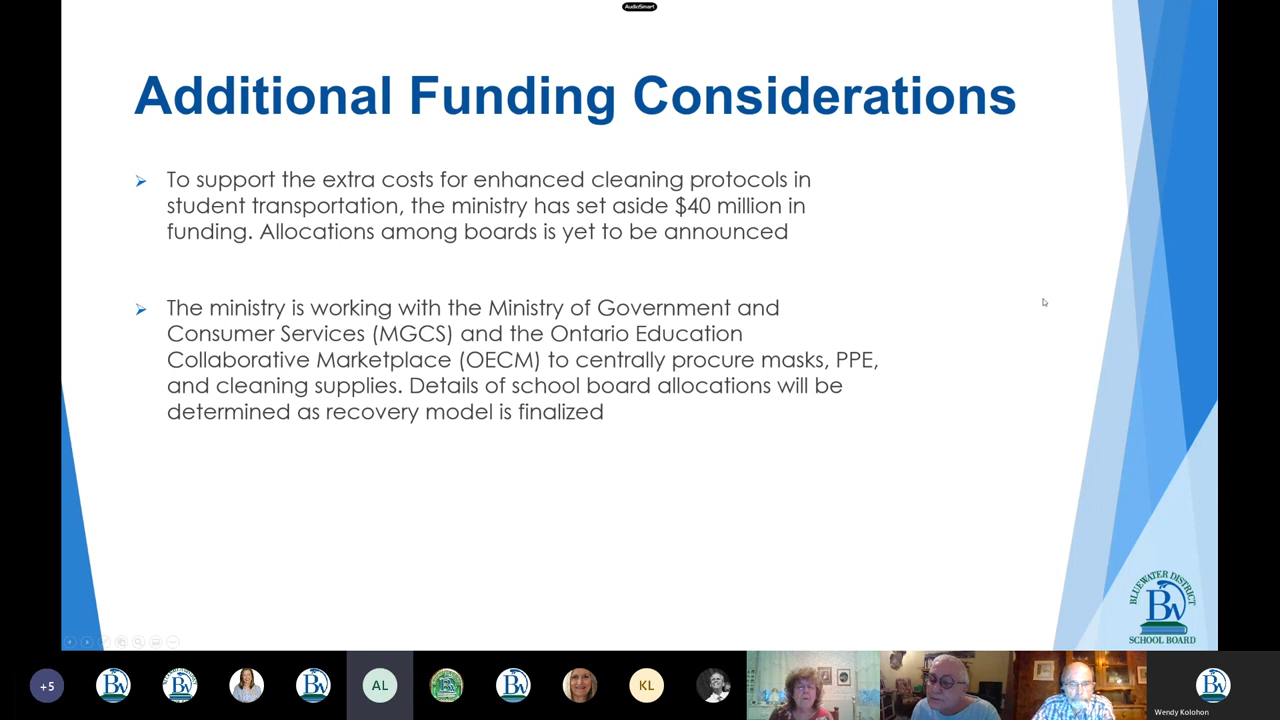 AudioSmart
Additional Funding Considerations
To support the extra costs for enhanced cleaning protocols in
student transportation, the ministry has set aside $40 million in
funding. Allocations among boards is yet to be announced
The ministry is working with the Ministry of Government and
Consumer Services (MGCS) and the Ontario Education
Collaborative Marketplace (OECM) to centrally procure masks, PPE,
and cleaning supplies. Details of school board allocations will be
determined as recovery model is finalized
BLUEWATER DISTRICT
BW
SCHOOL BOARD
+5
AL
KL
Wendy Kolohon